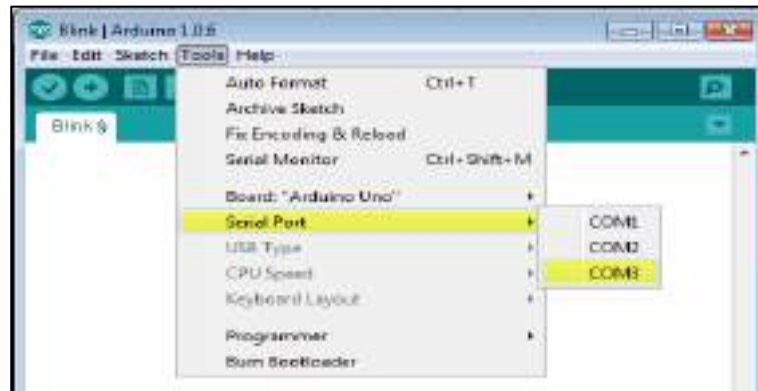 Blink | Arduino 1.0.6
File Edit Sketch Tools Help
Blink §
Auto Format Ctrl+T
Archive Sketch
Fix Encoding & Reload
Serial Monitor Ctrl+Shift+M
Board: "Arduino Uno"
Serial Port
COM1
COM2
COM3
USB Type
CPU Speed
Keyboard Layout
Programmer
Burn Bootloader